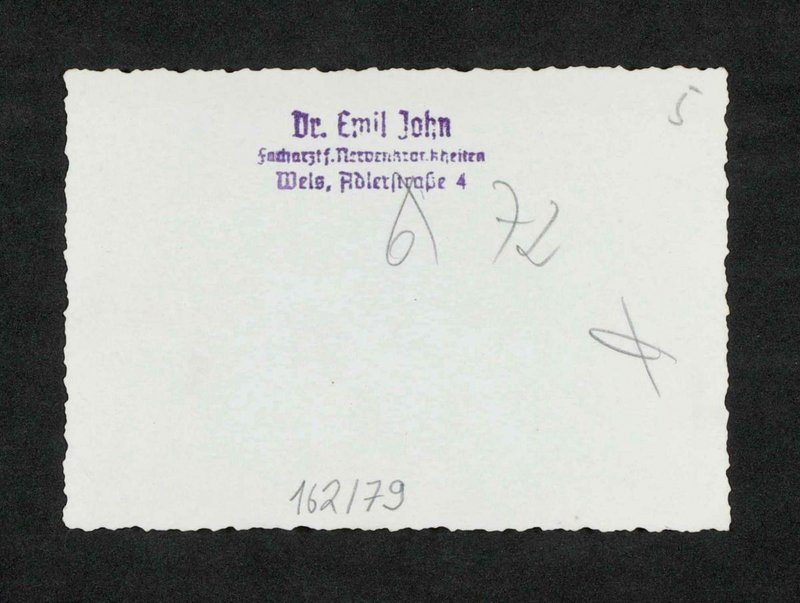 5
Dr. Emil John
Facharzt f. Nervenkrankheiten
Wels, Adlerstraße 4
6 72
162/79